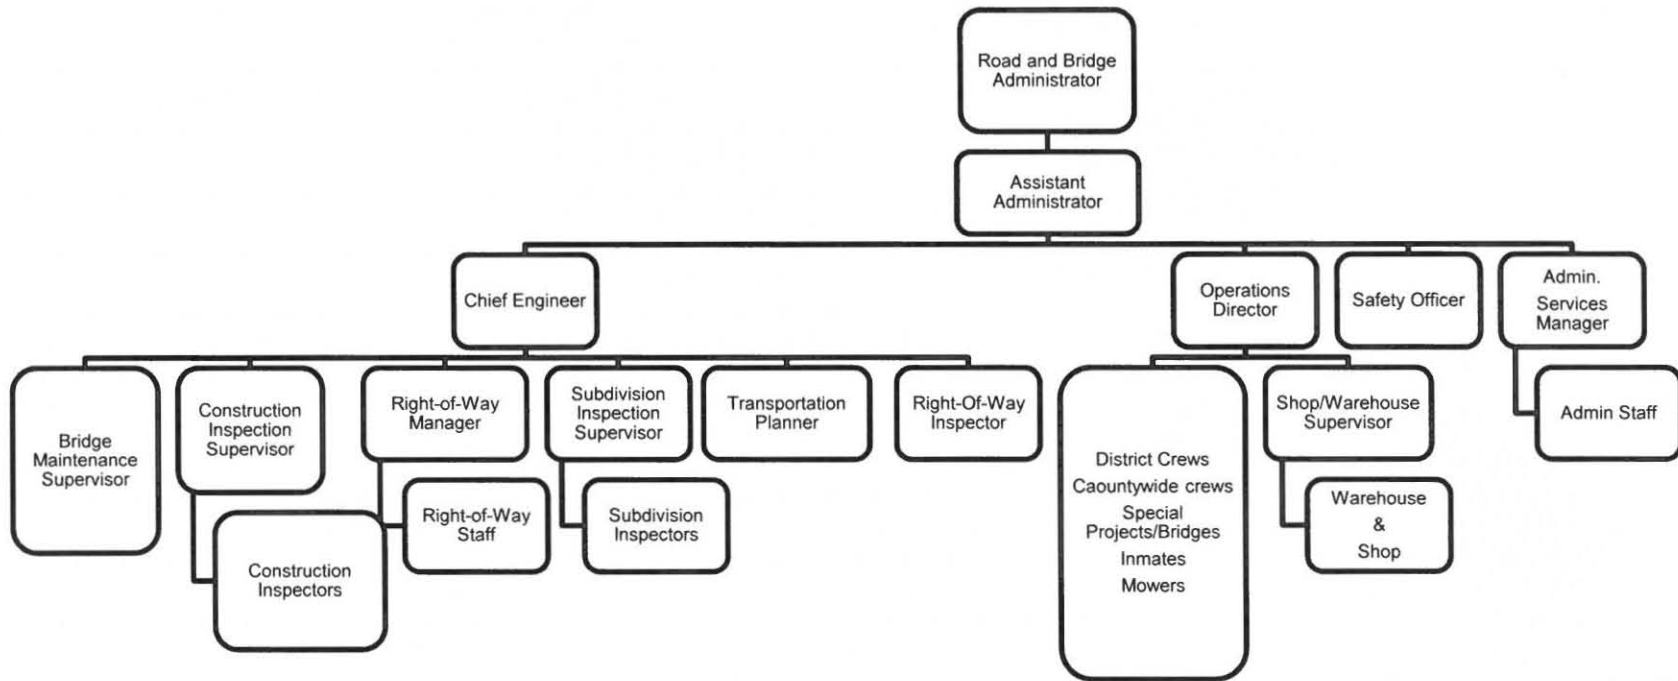 Road and Bridge
Administrator
Assistant
Administrator
Chief Engineer
Operations
Director
Safety Officer
Admin.
Services
Manager
Bridge
Maintenance
Supervisor
Construction
Inspection
Supervisor
Right-of-Way
Manager
Subdivision
Inspection
Supervisor
Transportation
Planner
Right-Of-Way
Inspector
District Crews
Caountywide crews
Special
Projects/Bridges
Inmates
Mowers
Shop/Warehouse
Supervisor
Admin Staff
Construction
Inspectors
Right-of-Way
Staff
Subdivision
Inspectors
Warehouse
&
Shop